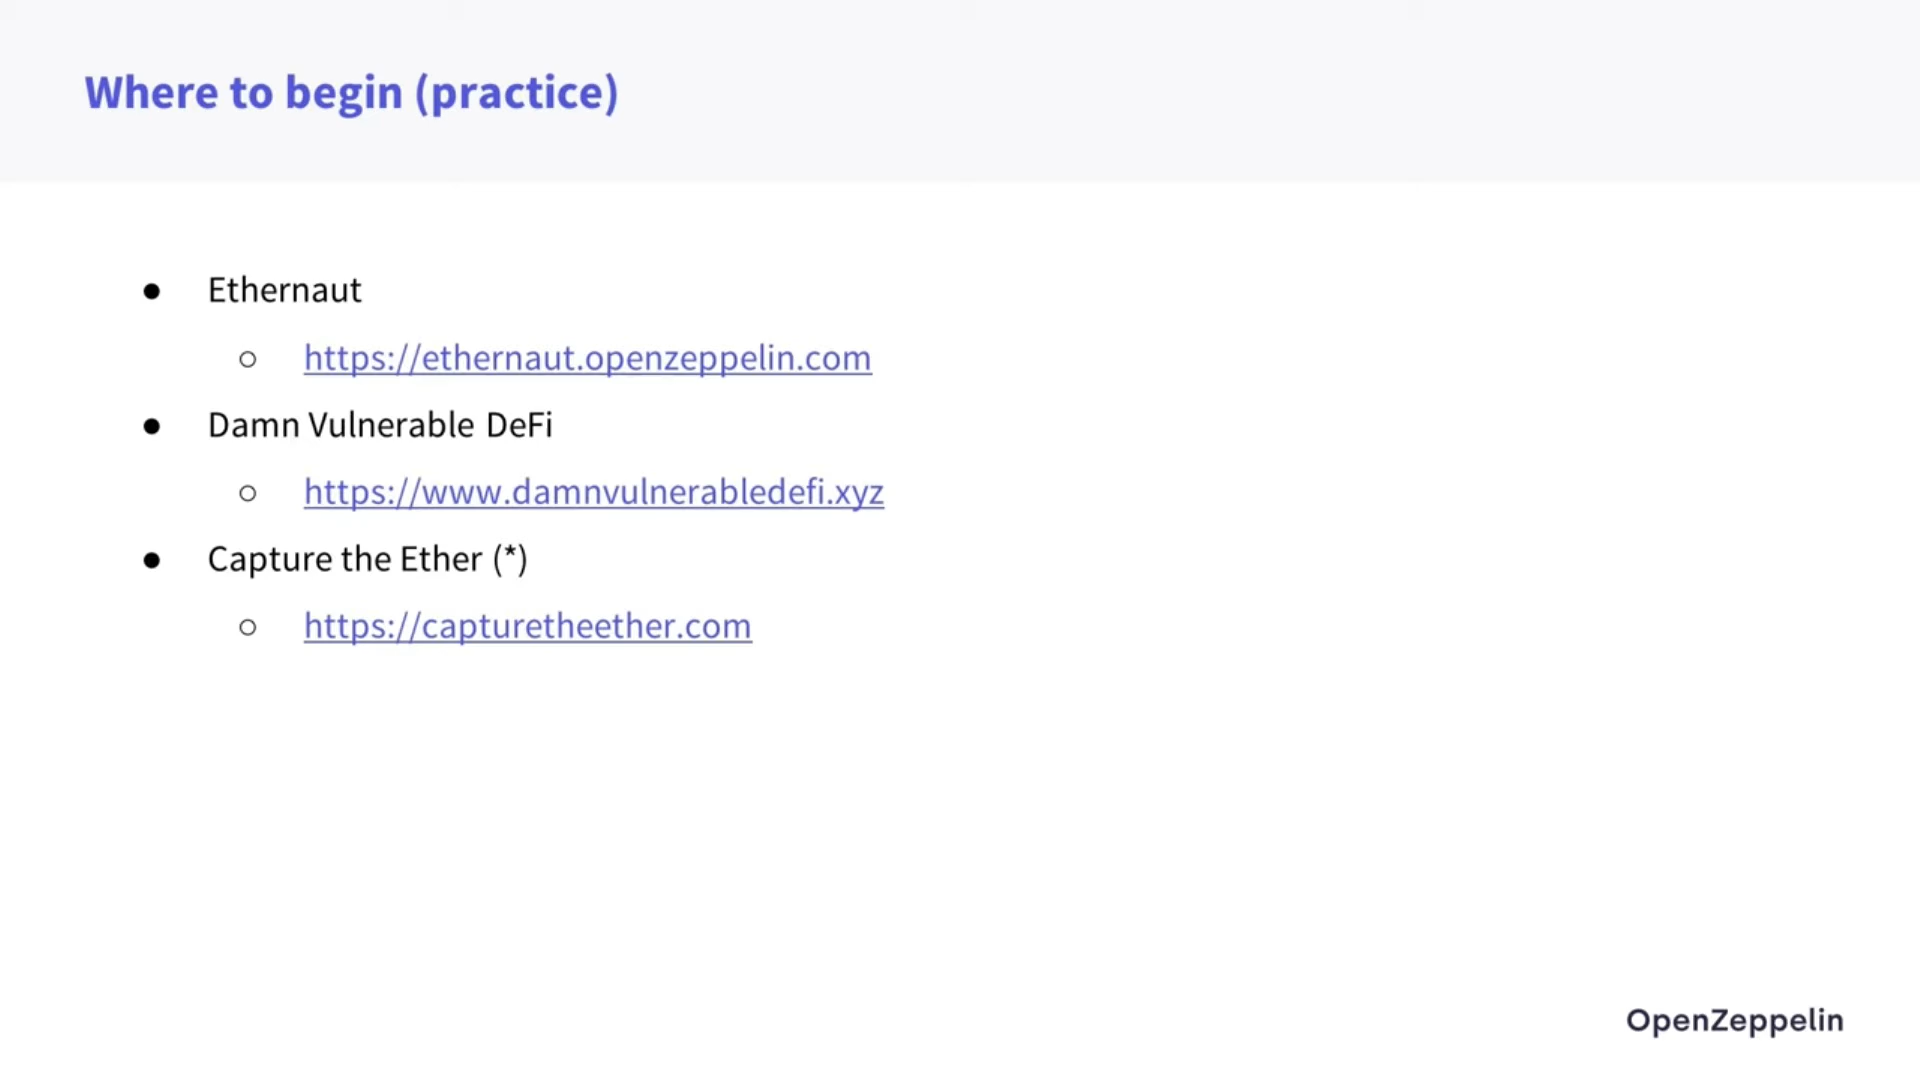 Where to begin (practice)
● Ethernaut
○ https://ethernaut.openzeppelin.com
● Damn Vulnerable DeFi
○ https://www.damnvulnerabledefi.xyz
● Capture the Ether (*)
○ https://capturetheether.com
OpenZeppelin